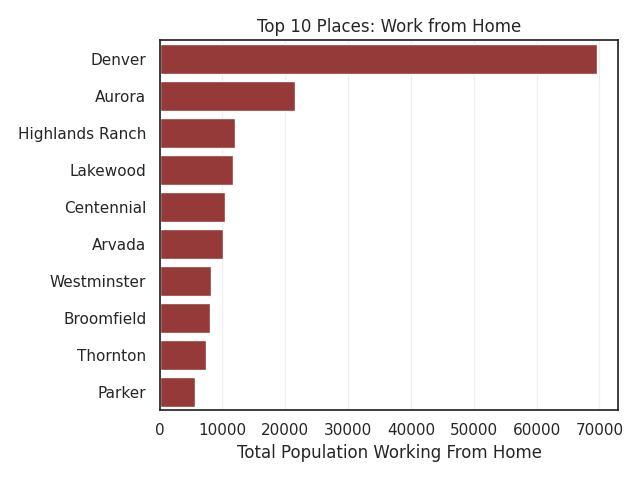 Top 10 Places: Work from Home
Denver
Aurora
Highlands Ranch
Lakewood
Centennial
Arvada
Westminster
Broomfield
Thornton
Parker
0 10000 20000 30000 40000 50000 60000 70000
Total Population Working From Home